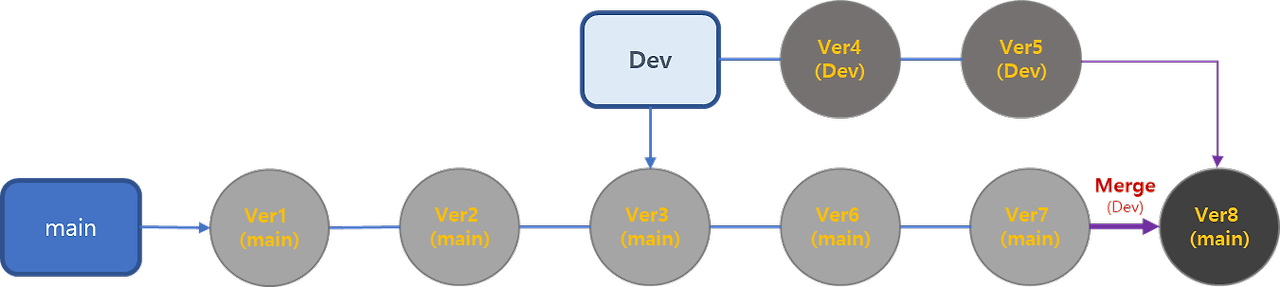 Dev
Ver4
(Dev)
Ver5
(Dev)
main
Ver1
(main)
Ver2
(main)
Ver3
(main)
Ver6
(main)
Ver7
(main)
Merge
(Dev)
Ver8
(main)